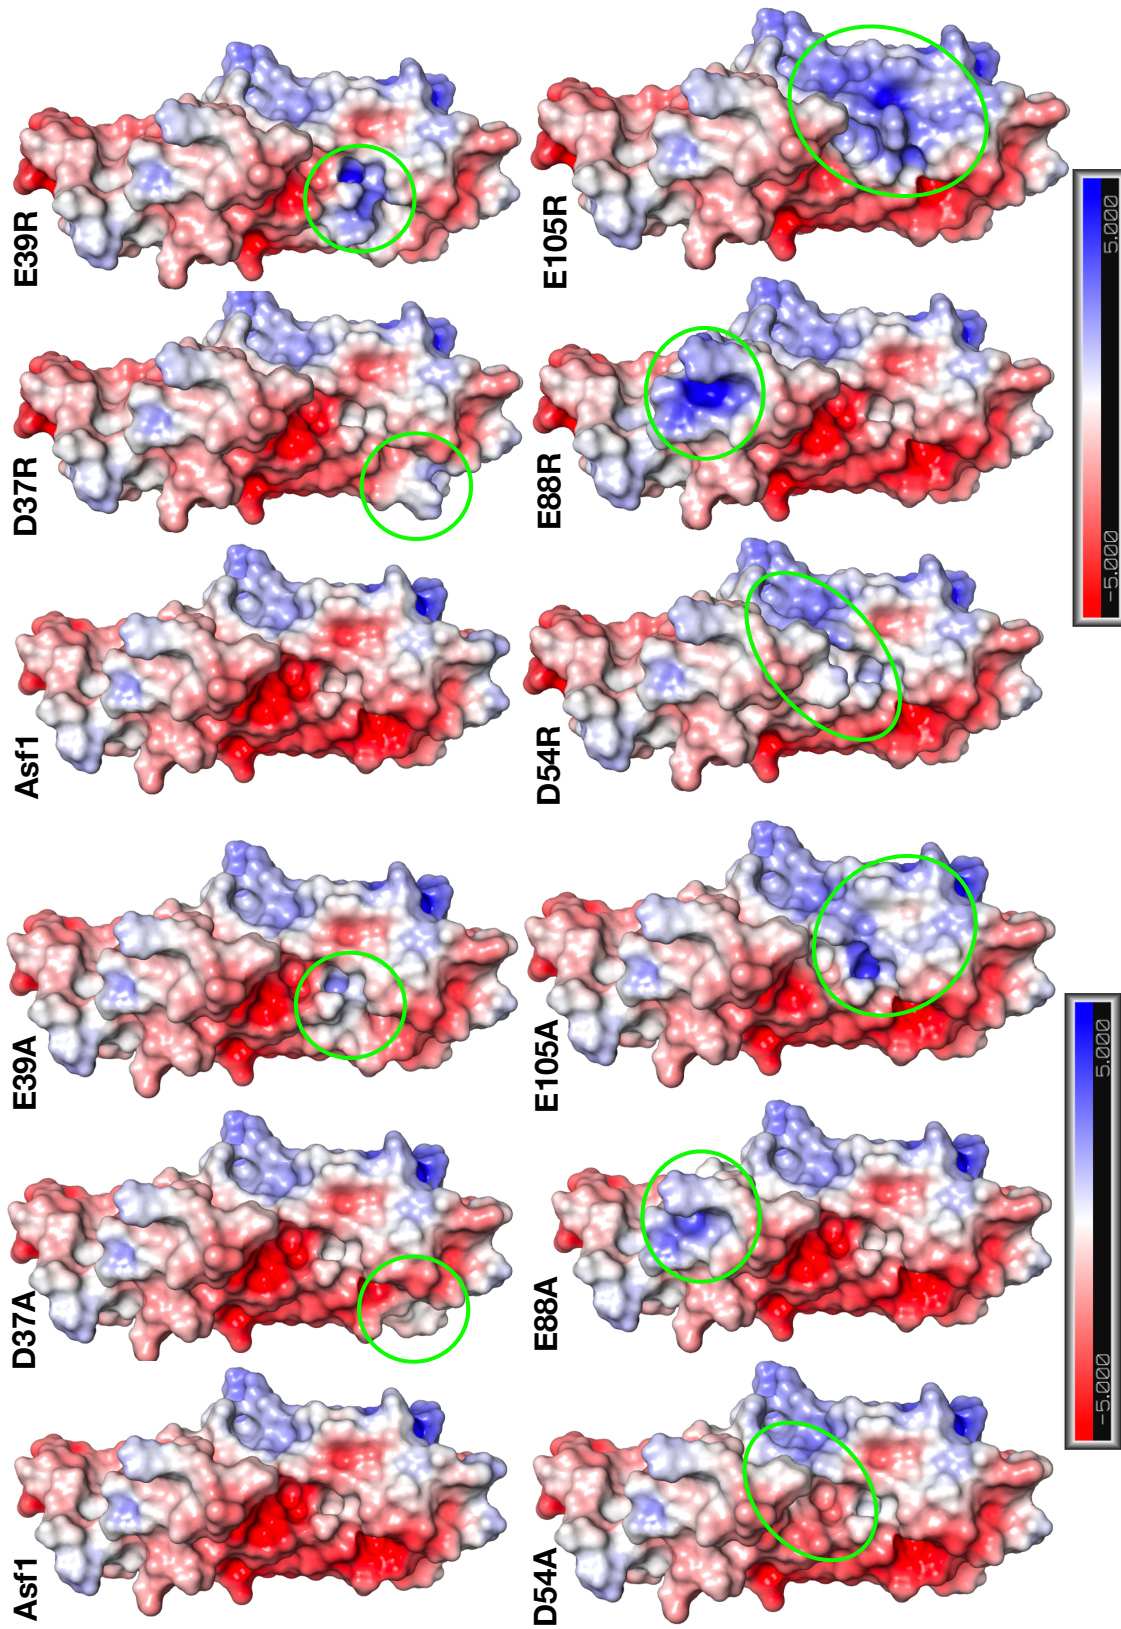 Asf1
D37A
E39A
Asf1
D37R
E39R
D54A
E88A
E105A
D54R
E88R
E105R
-5.000
5.000
-5.000
5.000